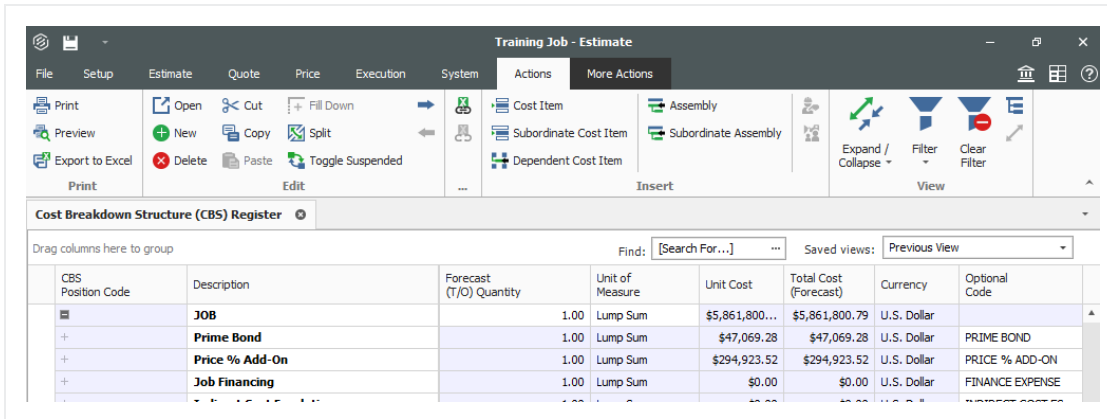 Training Job - Estimate
File Setup Estimate Quote Price Execution System Actions More Actions
Print Open Cut Fill Down Cost Item Assembly
Preview New Copy Split Subordinate Cost Item Subordinate Assembly Expand / Collapse Filter Clear Filter
Export to Excel Delete Paste Toggle Suspended Dependent Cost Item
Print Edit ... Insert View
Cost Breakdown Structure (CBS) Register
Drag columns here to group Find: [Search For...] ... Saved views: Previous View
CBS Position Code Description Forecast (T/O) Quantity Unit of Measure Unit Cost Total Cost (Forecast) Currency Optional Code
JOB 1.00 Lump Sum $5,861,800... $5,861,800.79 U.S. Dollar
Prime Bond 1.00 Lump Sum $47,069.28 $47,069.28 U.S. Dollar PRIME BOND
Price % Add-On 1.00 Lump Sum $294,923.52 $294,923.52 U.S. Dollar PRICE % ADD-ON
Job Financing 1.00 Lump Sum $0.00 $0.00 U.S. Dollar FINANCE EXPENSE